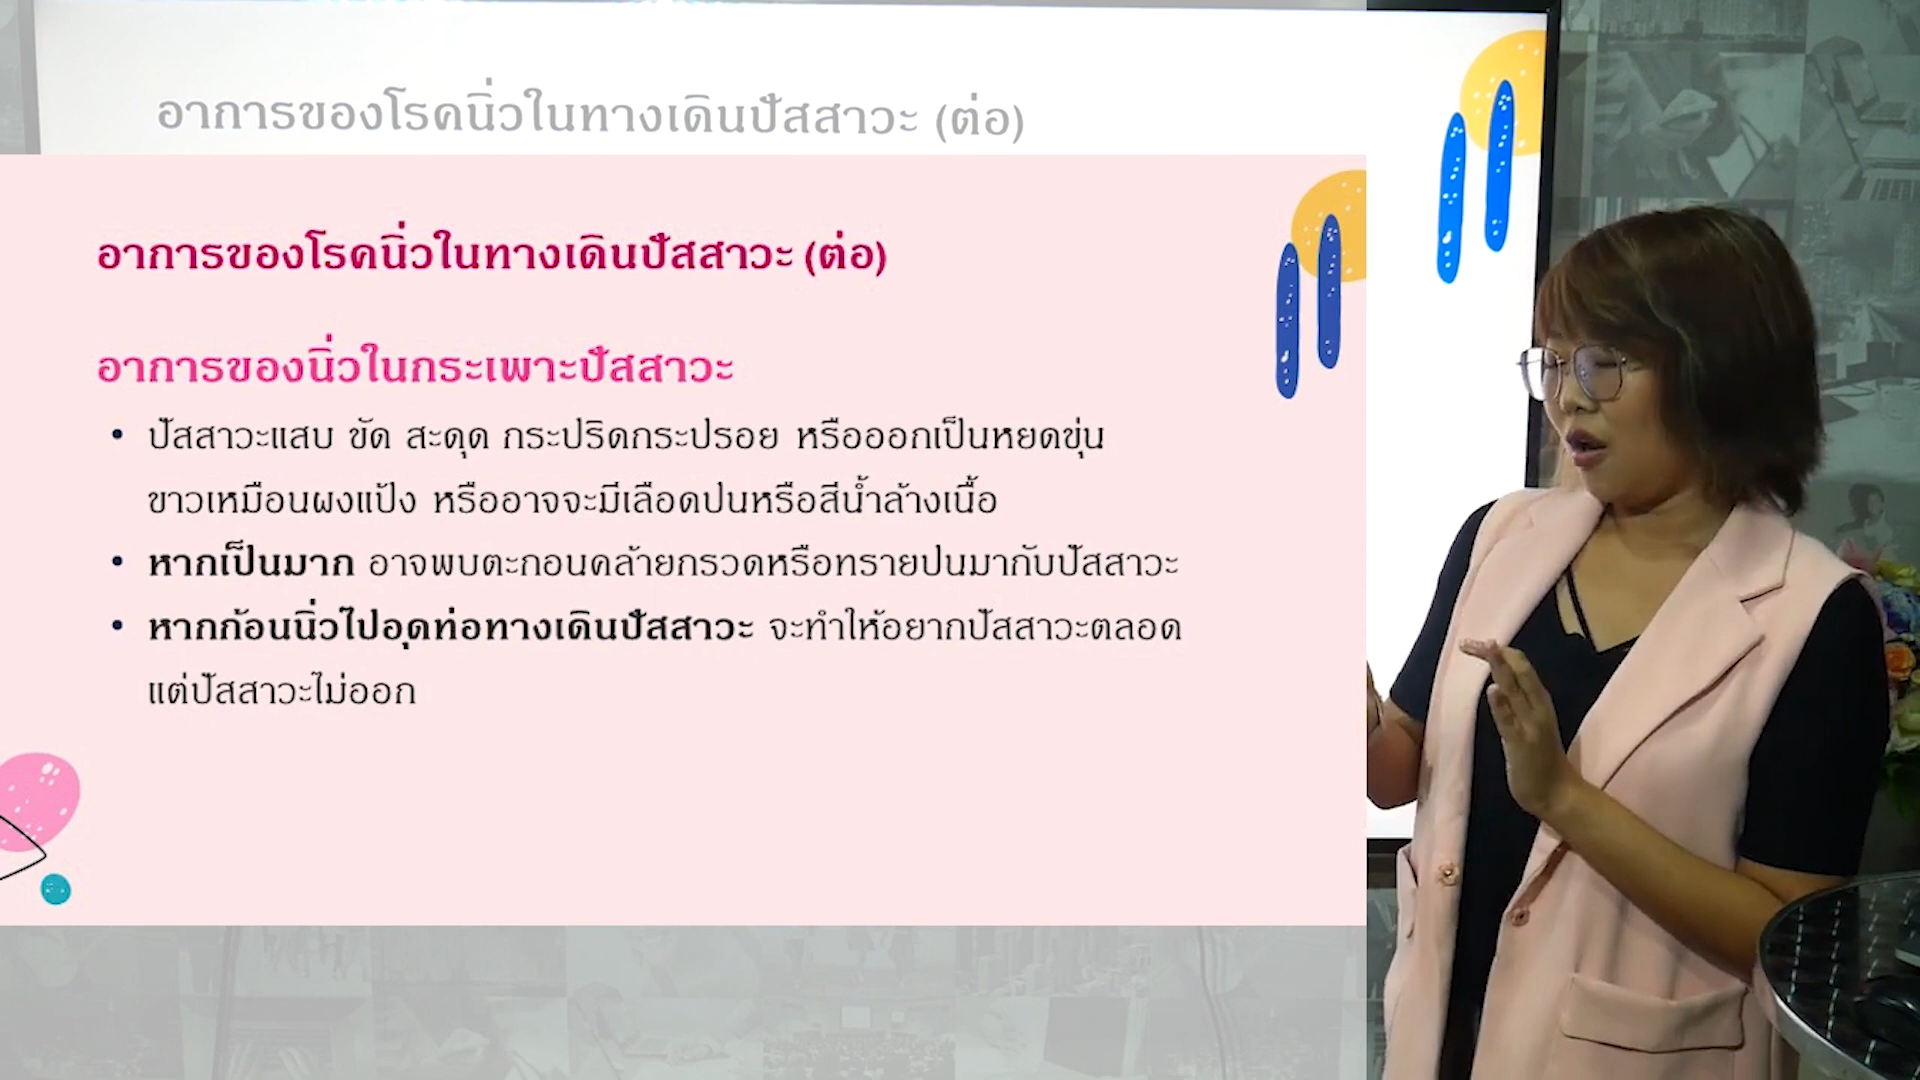 อาการของโรคนิ่วในทางเดินปัสสาวะ (ต่อ)
อาการของโรคนิ่วในทางเดินปัสสาวะ (ต่อ)
อาการของนิ่วในกระเพาะปัสสาวะ
• ปัสสาวะแสบ ขัด สะดุด กระปริดกระปรอย หรือออกเป็นหยดขุ่น
ขาวเหมือนผงแป้ง หรืออาจจะมีเลือดปนหรือสีน้ำล้างเนื้อ
• หากเป็นมาก อาจพบตะกอนคล้ายกรวดหรือทรายปนมากับปัสสาวะ
• หากก้อนนิ่วไปอุดท่อทางเดินปัสสาวะ จะทำให้อยากปัสสาวะตลอด
แต่ปัสสาวะไม่ออก